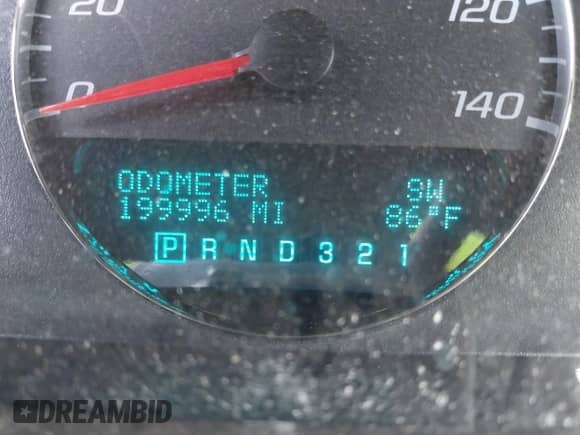 20
120
0
140
ODOMETER SW
199996 MI 86°F
P R N D 3 2 1
DREAMBID